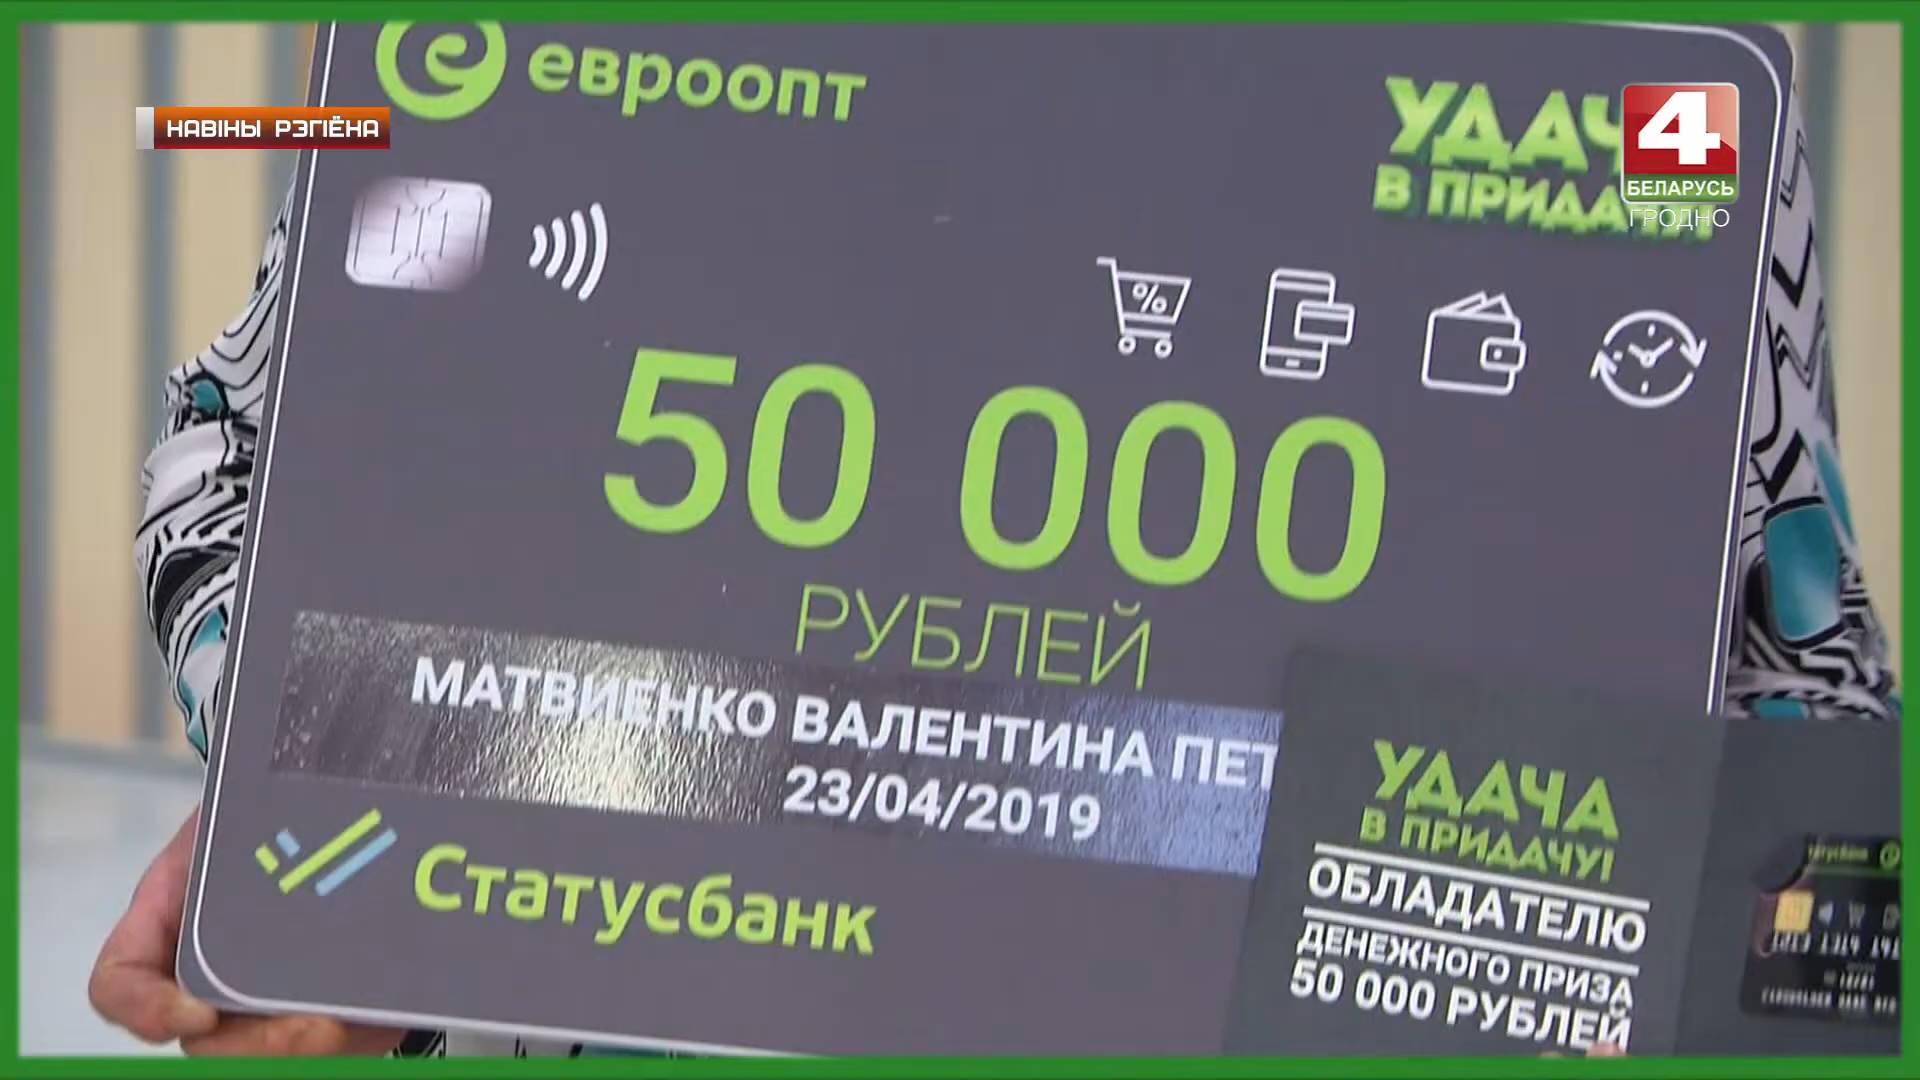 евроопт
НАВІНЫ РЭГІЁНА
УДАЧ
В ПРИДАЧУ!
4
БЕЛАРУСЬ
ГРОДНО
%
50 000
РУБЛЕЙ
МАТВИЕНКО ВАЛЕНТИНА ПЕТ
23/04/2019
Статусбанк
УДАЧА
В ПРИДАЧУ!
ОБЛАДАТЕЛЮ
ДЕНЕЖНОГО ПРИЗА
50 000 РУБЛЕЙ